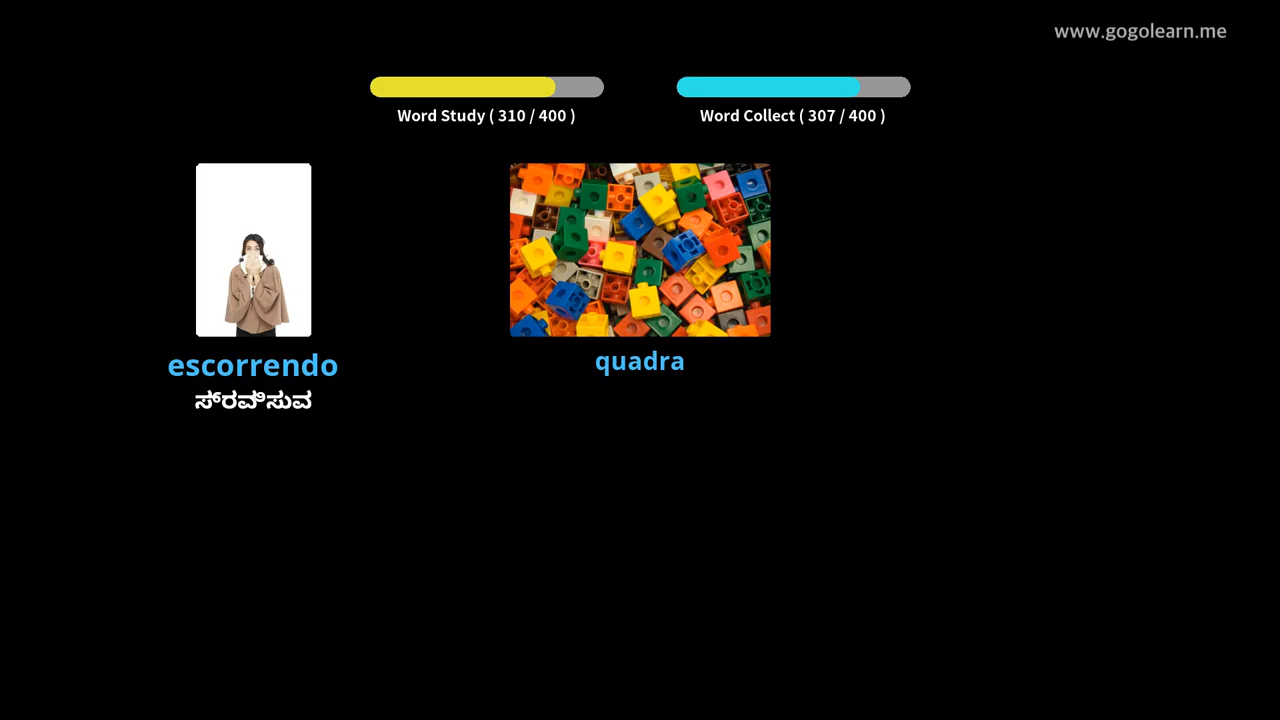 www.gogolearn.me
Word Study ( 310 / 400 )
Word Collect ( 307 / 400 )
escorrendo
ಸ್ರವಿಸುವ
quadra